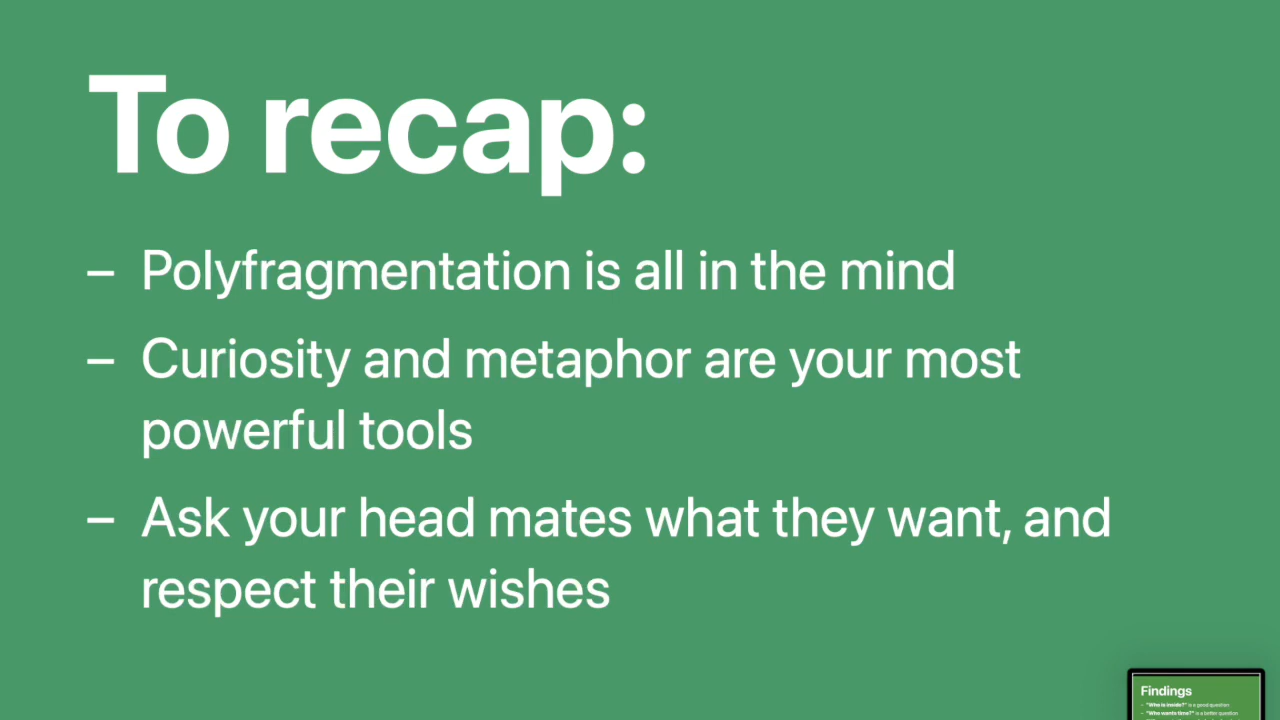 To recap:
– Polyfragmentation is all in the mind
– Curiosity and metaphor are your most
powerful tools
– Ask your head mates what they want, and
respect their wishes
Findings
– "Who is inside?" is a good question
– "Who wants time?" is a better question